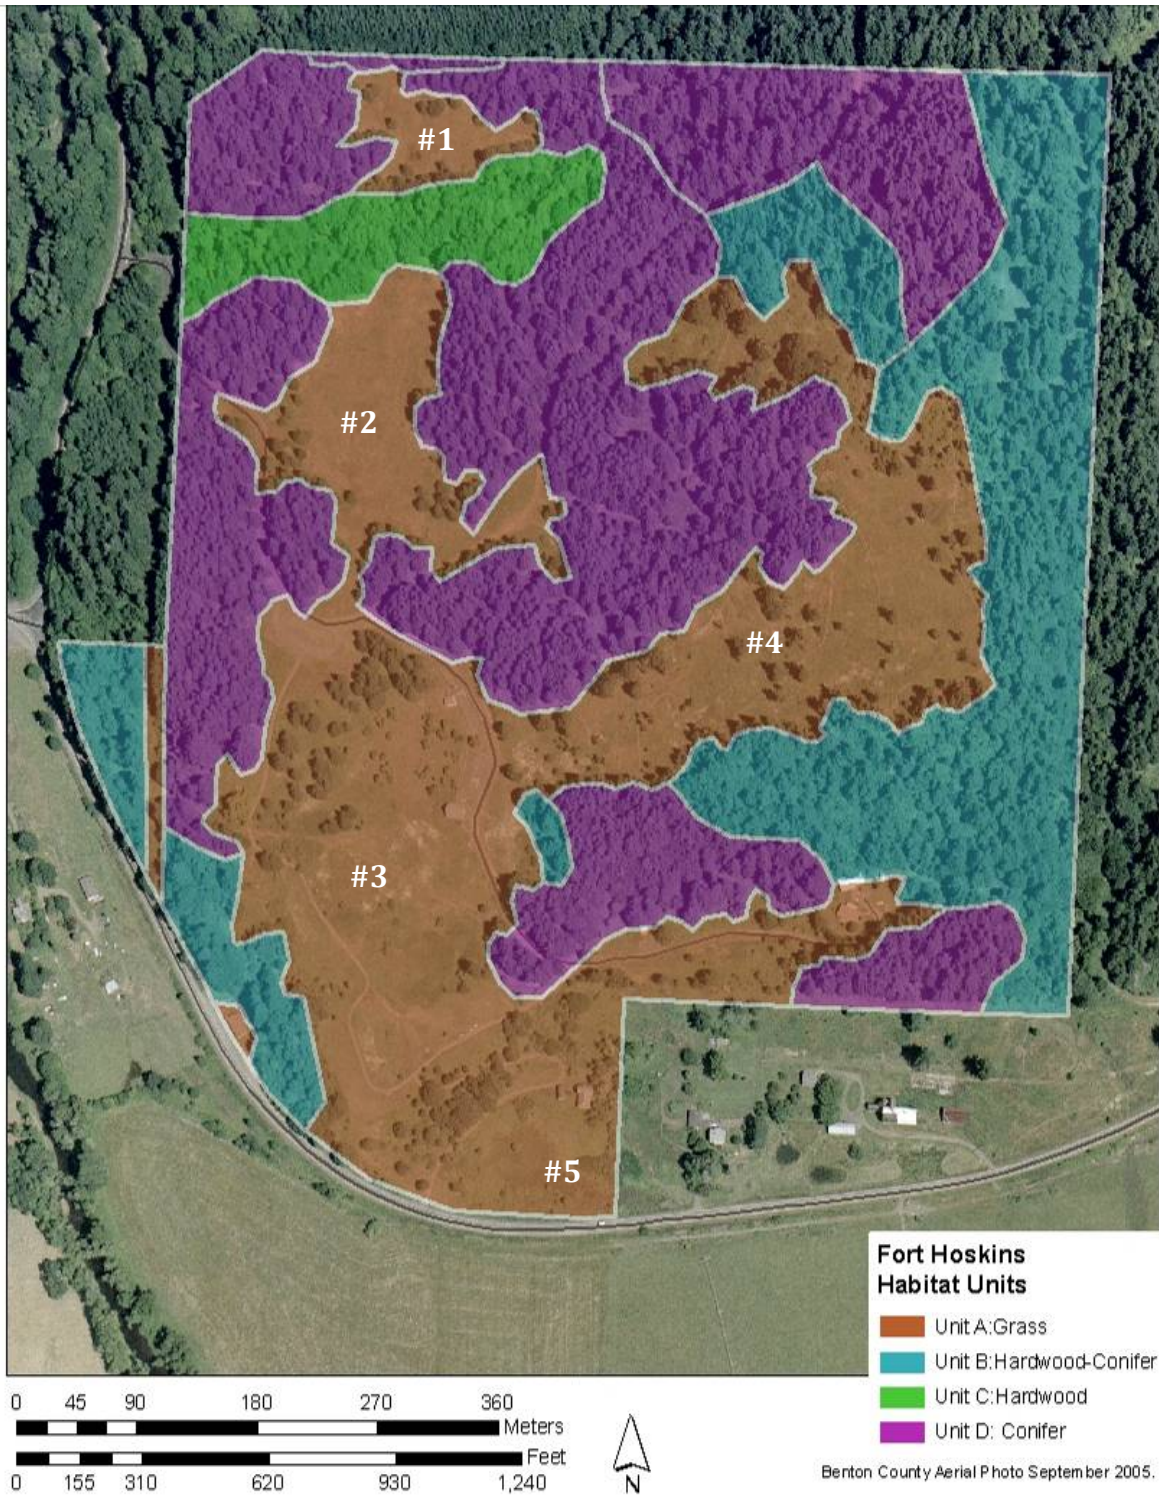 #1
#2
#4
#3
#5
Fort Hoskins
Habitat Units
Unit A:Grass
Unit B:Hardwood-Conifer
Unit C:Hardwood
Unit D: Conifer
0 45 90 180 270 360
Meters
Feet
0 155 310 620 930 1,240
N
Benton County Aerial Photo September 2005.